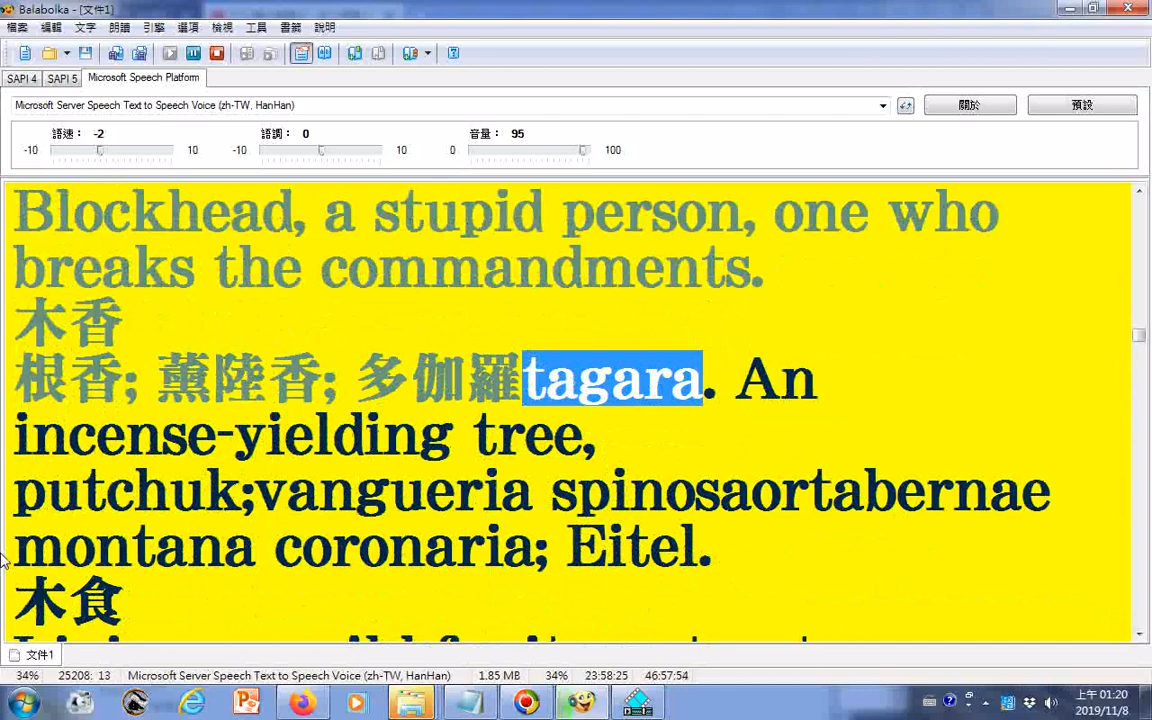 Balabolka - [文件1]
檔案 編輯 文字 朗讀 引擎 選項 檢視 工具 書籤 說明
SAPI 4 SAPI 5 Microsoft Speech Platform
Microsoft Server Speech Text to Speech Voice (zh-TW, HanHan) 關於 預設
語速： -2 語調： 0 音量： 95
-10 10 -10 10 0 100
Blockhead, a stupid person, one who
breaks the commandments.
木香
根香; 薰陸香; 多伽羅tagara. An
incense-yielding tree,
putchuk;vangueria spinosaortabernae
montana coronaria; Eitel.
木食
文件1
34% 25208: 13 Microsoft Server Speech Text to Speech Voice (zh-TW, HanHan) 1.85 MB 34% 23:58:25 46:57:54
上午 01:20
2019/11/8